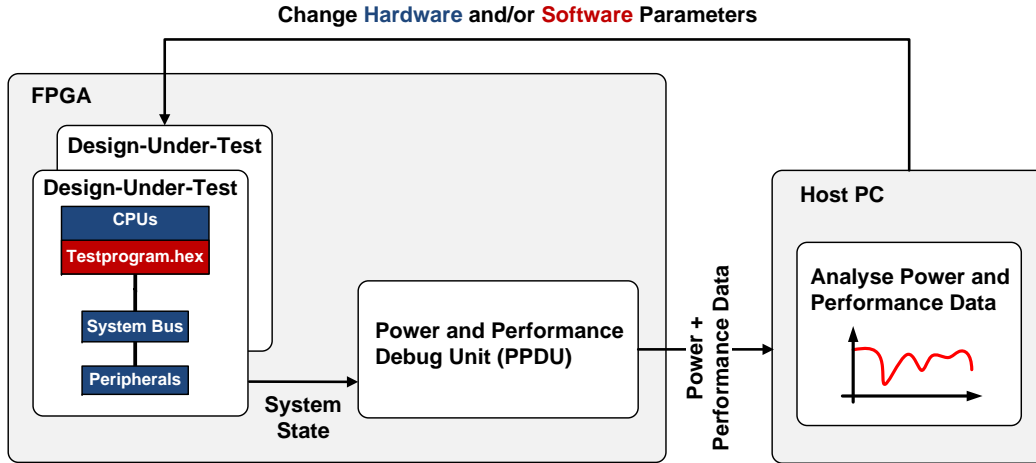 Change Hardware and/or Software Parameters
FPGA
Design-Under-Test
Design-Under-Test
CPUs
Testprogram.hex
System Bus
Peripherals
System
State
Power and Performance
Debug Unit (PPDU)
Power +
Performance Data
Host PC
Analyse Power and
Performance Data